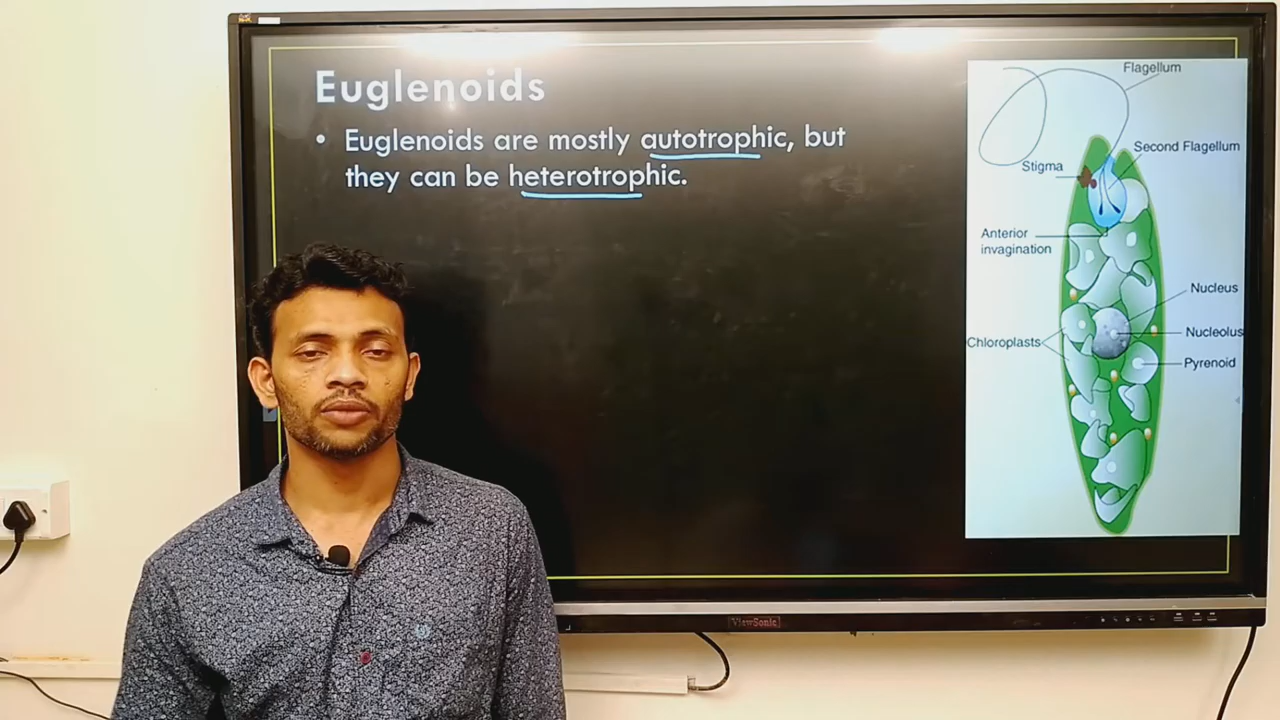 Euglenoids
• Euglenoids are mostly autotrophic, but
they can be heterotrophic.
Flagellum
Second Flagellum
Stigma
Anterior
invagination
Nucleus
Nucleolus
Chloroplasts
Pyrenoid
ViewSonic